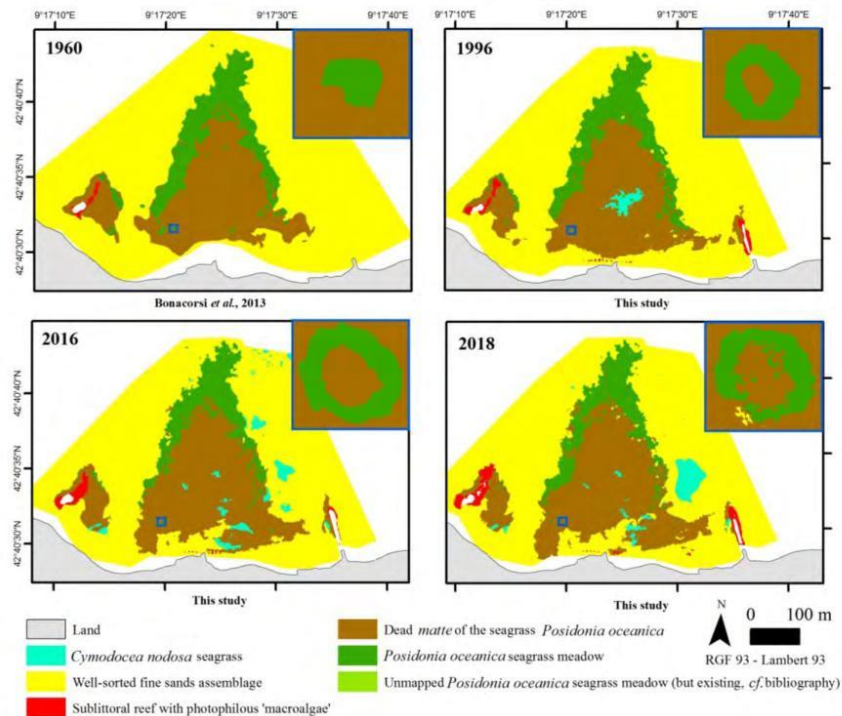 9°17'10"E 9°17'20"E 9°17'30"E 9°17'40"E 9°17'10"E 9°17'20"E 9°17'30"E 9°17'40"E
1960
1996
42°40'40"N
42°40'35"N
42°40'30"N
Bonacorsi et al., 2013
This study
2016
2018
42°40'40"N
42°40'35"N
42°40'30"N
This study
This study
Land
Cymodocea nodosa seagrass
Well-sorted fine sands assemblage
Sublittoral reef with photophilous 'macroalgae'
Dead matte of the seagrass Posidonia oceanica
Posidonia oceanica seagrass meadow
Unmapped Posidonia oceanica seagrass meadow (but existing, cf. bibliography)
N
0 100 m
RGF 93 - Lambert 93